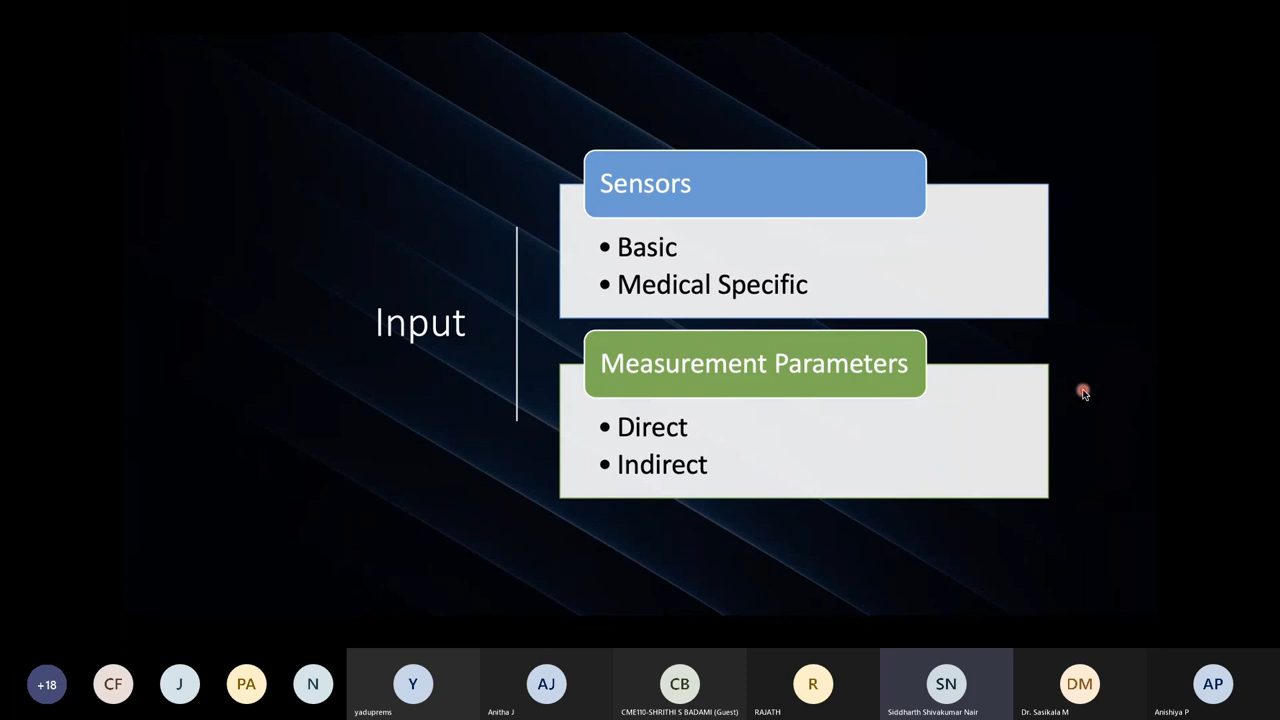 Input
Sensors
• Basic
• Medical Specific
Measurement Parameters
• Direct
• Indirect
+18
CF
J
PA
N
Y
yaduprems
AJ
Anitha J
CB
CME110-SHRITHI S BADAMI (Guest)
R
RAJATH
SN
Siddharth Shivakumar Nair
DM
Dr. Sasikala M
AP
Anishiya P